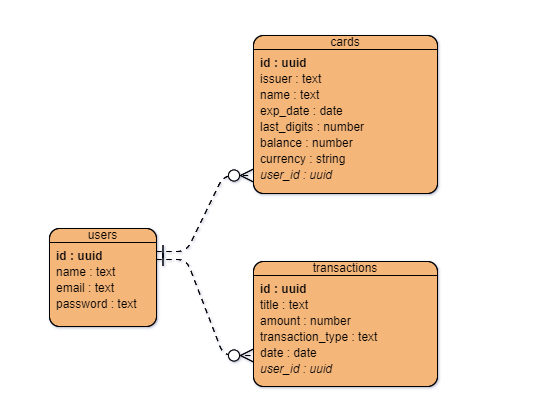 cards
id : uuid
issuer : text
name : text
exp_date : date
last_digits : number
balance : number
currency : string
user_id : uuid
users
id : uuid
name : text
email : text
password : text
transactions
id : uuid
title : text
amount : number
transaction_type : text
date : date
user_id : uuid